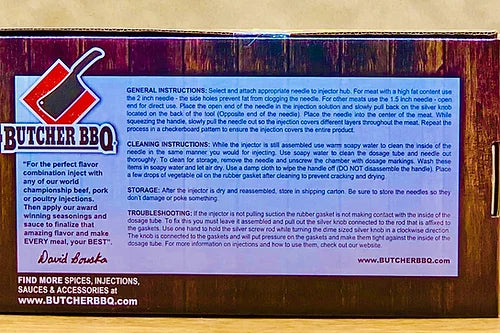 GENERAL INSTRUCTIONS: Select and attach appropriate needle to injector hub. For meat with a high fat content use
the 2 inch needle - the side holes prevent fat from clogging the needle. For other meats use the 1.5 inch needle - open
end for direct use. Place the open end of the needle in the injection solution and slowly pull back on the silver knob
located on the back of the tool (Opposite end of the needle). Place the needle into the center of the meat. While
squeezing the handle, slowly pull the needle out so the injection covers different layers throughout the meat. Repeat the
process in a checkerboard pattern to ensure the injection covers the entire product.
CLEANING INSTRUCTIONS: While the injector is still assembled use warm soapy water to clean the inside of the
needle in the same manner you would for injecting. Use soapy water to clean the dosage tube and needle out
thoroughly. To clean for storage, remove the needle and unscrew the chamber with dosage markings. Wash these
items in soapy water and let air dry. Use a damp cloth to wipe the handle off (DO NOT disassemble the handle). Place
a few drops of vegetable oil on the rubber gasket after cleaning to prevent cracking and drying.
STORAGE: After the injector is dry and reassembled, store in shipping carton. Be sure to store the needles so they
don't damage or poke something.
TROUBLESHOOTING: If the injector is not pulling suction the rubber gasket is not making contact with the inside of the
dosage tube. To fix this you must leave it assembled and pull out the silver knob connected to the rod that is affixed to
the gaskets. Use one hand to hold the silver screw rod while turning the dime sized silver knob in a clockwise direction.
The knob is connected to the gaskets and will put pressure on the gaskets and make them tight against the inside of the
dosage tube. For more information on injections and how to use them, check out our website.
www.BUTCHERBBQ.com
BUTCHER BBQ
"For the perfect flavor
combination inject with
any of our world
championship beef, pork
or poultry injections.
Then apply our award
winning seasonings and
sauce to finalize that
amazing flavor and make
EVERY meal, your BEST".
David Bouska
FIND MORE SPICES, INJECTIONS,
SAUCES & ACCESSORIES at
www.BUTCHERBBQ.com